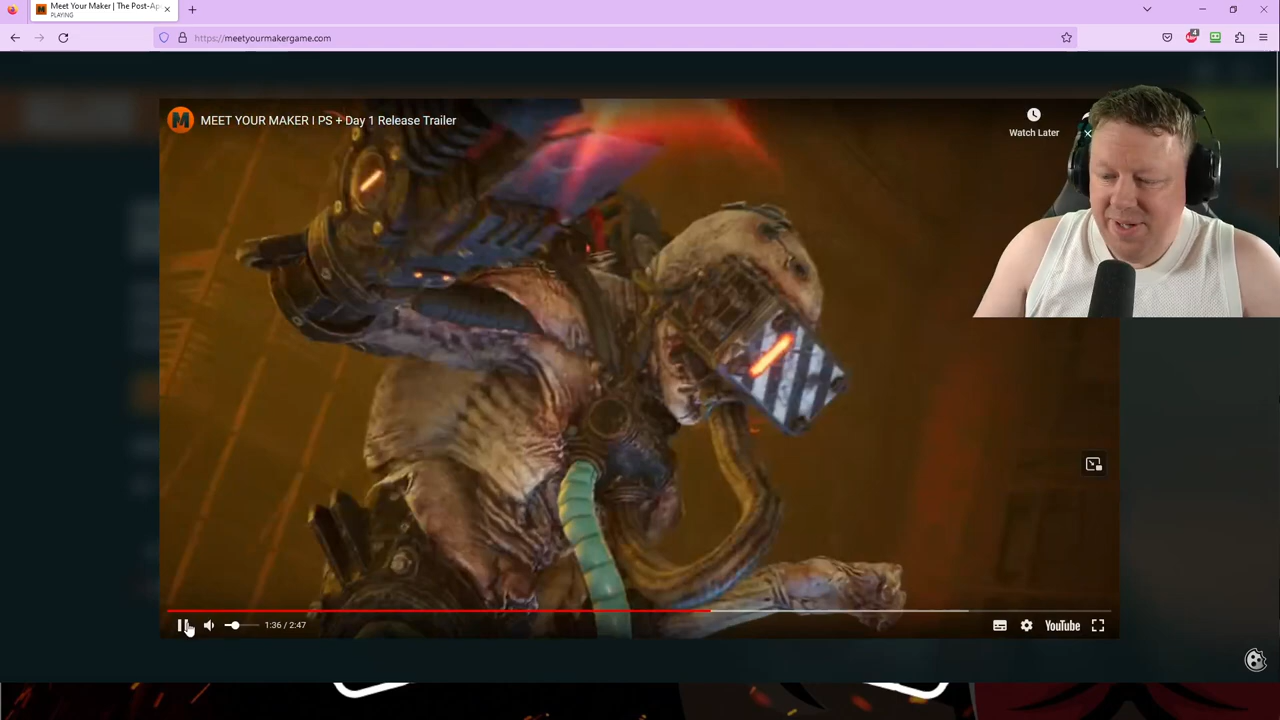 Meet Your Maker | The Post-Ap
PLAYING
https://meetyourmakergame.com
4
M
MEET YOUR MAKER I PS + Day 1 Release Trailer
Watch Later
1:36 / 2:47
YouTube